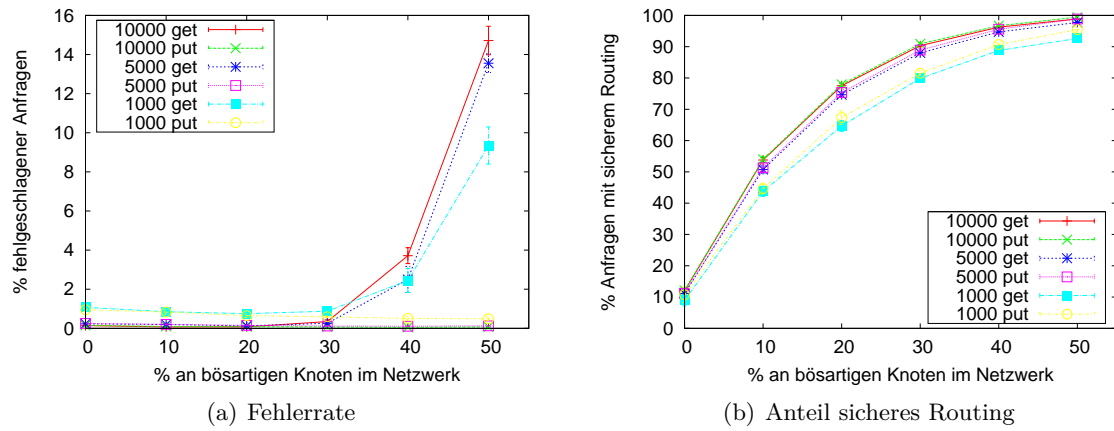 10000 get
10000 put
5000 get
5000 put
1000 get
1000 put
16
14
12
10
8
6
4
2
0
0 10 20 30 40 50
% fehlgeschlagener Anfragen
% an bösartigen Knoten im Netzwerk
(a) Fehlerrate
100
90
80
70
60
50
40
30
20
10
0
0 10 20 30 40 50
% Anfragen mit sicherem Routing
10000 get
10000 put
5000 get
5000 put
1000 get
1000 put
% an bösartigen Knoten im Netzwerk
(b) Anteil sicheres Routing